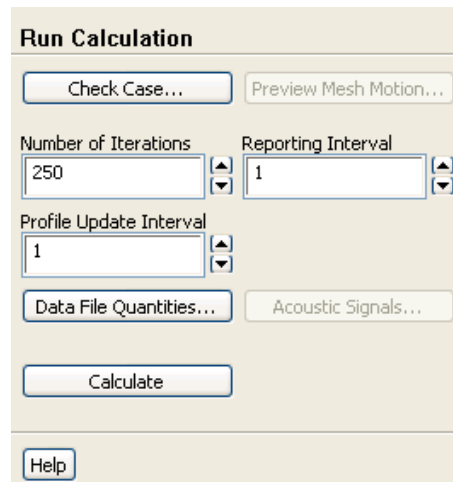 Run Calculation
Check Case... Preview Mesh Motion...
Number of Iterations Reporting Interval
250 1
Profile Update Interval
1
Data File Quantities... Acoustic Signals...
Calculate
Help